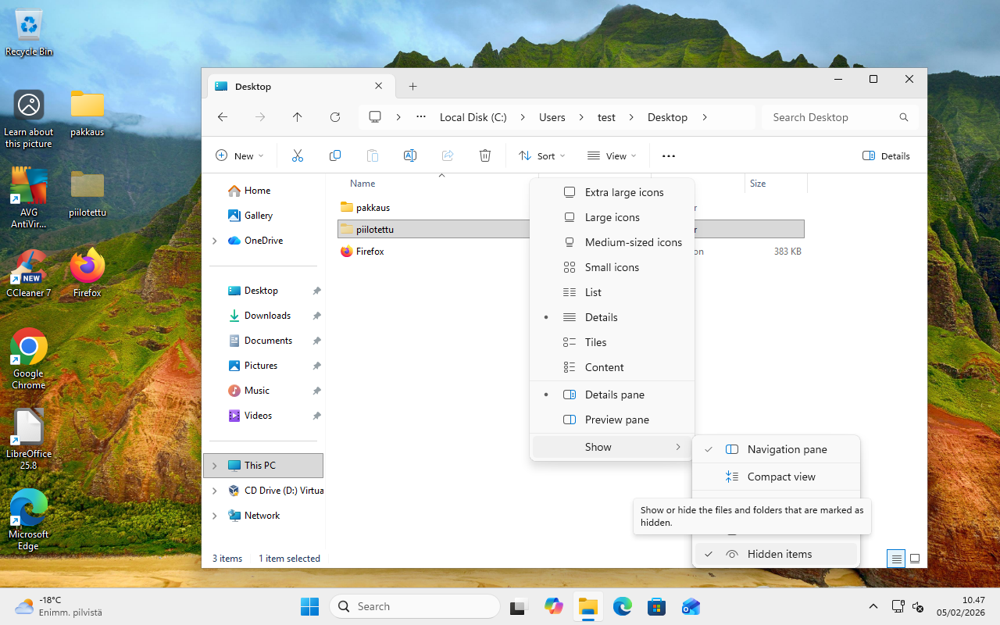 Recycle Bin
Learn about
this picture
pakkaus
AVG
AntiVir...
piilotettu
NEW
CCleaner 7
Firefox
Google
Chrome
LibreOffice
25.8
Microsoft
Edge
Desktop
Local Disk (C:)
Users
test
Desktop
Search Desktop
New
Sort
View
Details
Home
Gallery
OneDrive
Desktop
Downloads
Documents
Pictures
Music
Videos
This PC
CD Drive (D:) Virtua
Network
Name
Size
pakkaus
piilotettu
Firefox
383 KB
Extra large icons
Large icons
Medium-sized icons
Small icons
List
Details
Tiles
Content
Details pane
Preview pane
Show
Navigation pane
Compact view
Show or hide the files and folders that are marked as
hidden.
Hidden items
3 items
1 item selected
-18°C
Enimm. pilvistä
Search
10.47
05/02/2026